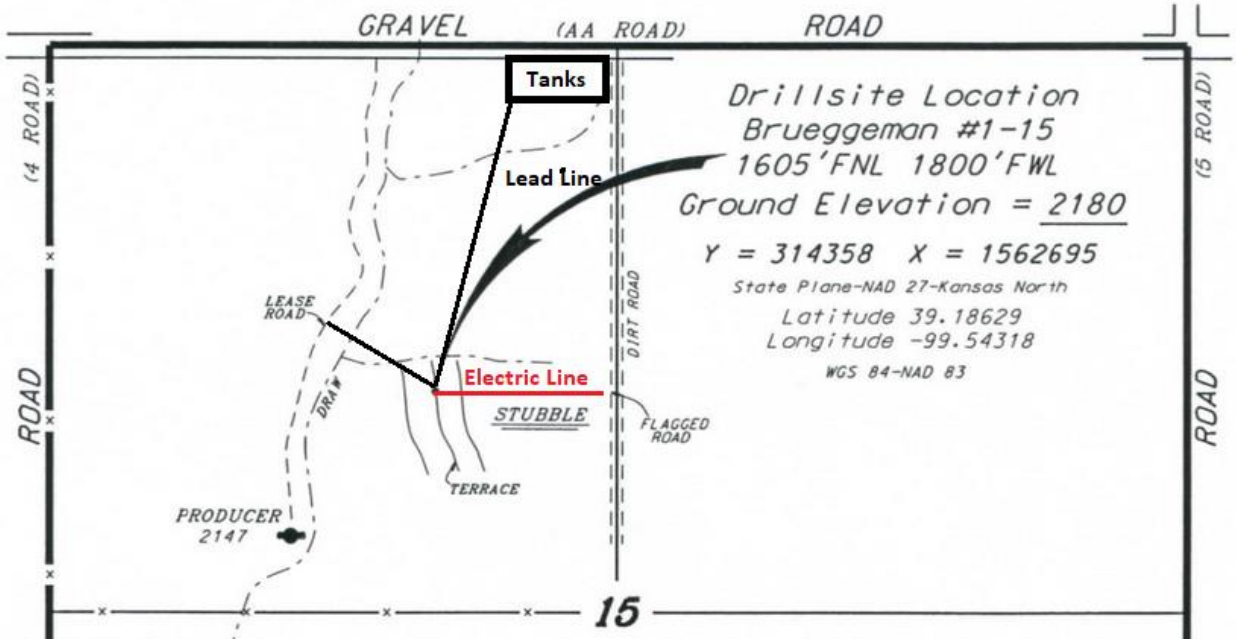 GRAVEL (AA ROAD) ROAD
(4 ROAD)
(5 ROAD)
Tanks
Drillsite Location
Brueggeman #1-15
1605'FNL 1800'FWL
Ground Elevation = 2180
Y = 314358 X = 1562695
State Plane-NAD 27-Kansas North
Latitude 39.18629
Longitude -99.54318
WGS 84-NAD 83
Lead Line
LEASE
ROAD
DIRT ROAD
DRAW
Electric Line
STUBBLE
FLAGGED
ROAD
TERRACE
ROAD
ROAD
PRODUCER
2147
15